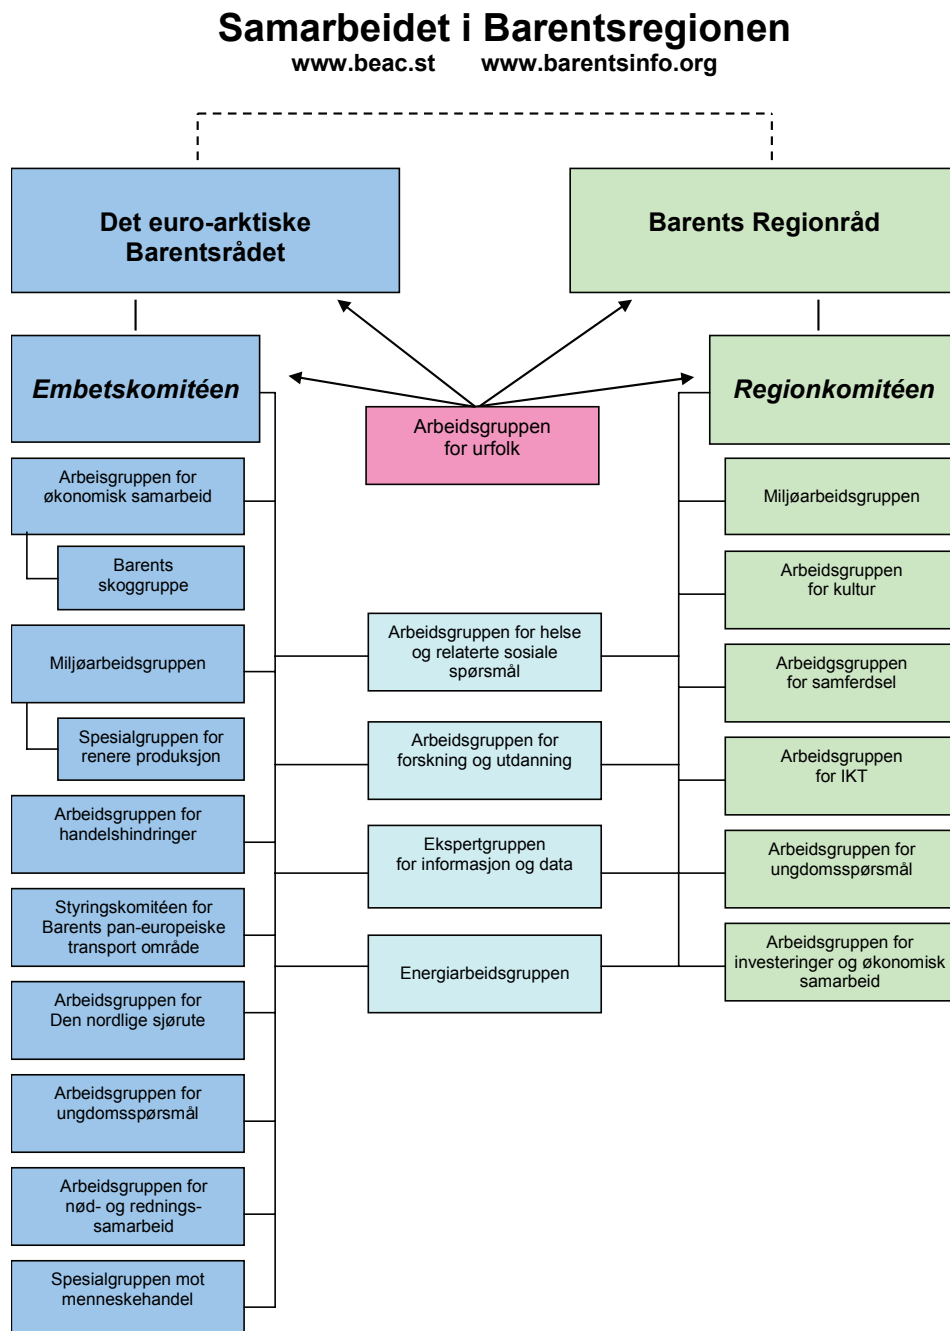 Samarbeidet i Barentsregionen
www.beac.st www.barentsinfo.org
Det euro-arktiske
Barentsrådet
Barents Regionråd
Embetskomitéen
Regionkomitéen
Arbeidsgruppen
for urfolk
Arbeisgruppen for
økonomisk samarbeid
Barents
skoggruppe
Miljøarbeidsgruppen
Spesialgruppen for
renere produksjon
Arbeidsgruppen for
handelshindringer
Styringskomitéen for
Barents pan-europeiske
transport område
Arbeidsgruppen for
Den nordlige sjørute
Arbeidsgruppen for
ungdomsspørsmål
Arbeidsgruppen for
nød- og rednings-
samarbeid
Spesialgruppen mot
menneskehandel
Arbeidsgruppen for helse
og relaterte sosiale
spørsmål
Arbeidsgruppen for
forskning og utdanning
Ekspertgruppen
for informasjon og data
Energiarbeidsgruppen
Miljøarbeidsgruppen
Arbeidsgruppen
for kultur
Arbeidgsgruppen
for samferdsel
Arbeidsgruppen
for IKT
Arbeidsgruppen for
ungdomsspørsmål
Arbeidsgruppen for
investeringer og økonomisk
samarbeid